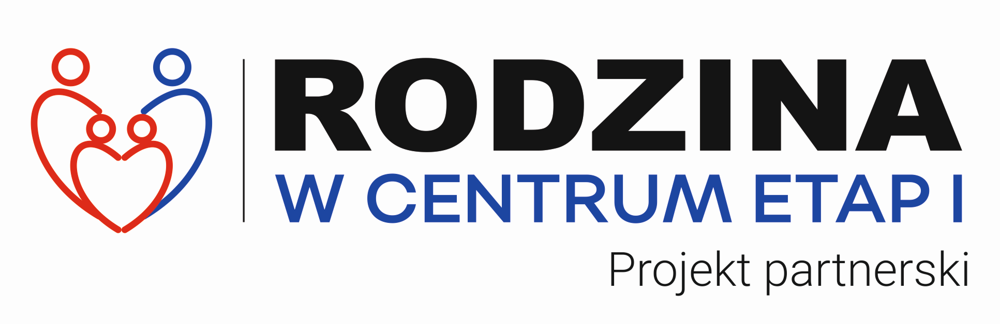 RODZINA
W CENTRUM ETAP I
Projekt partnerski